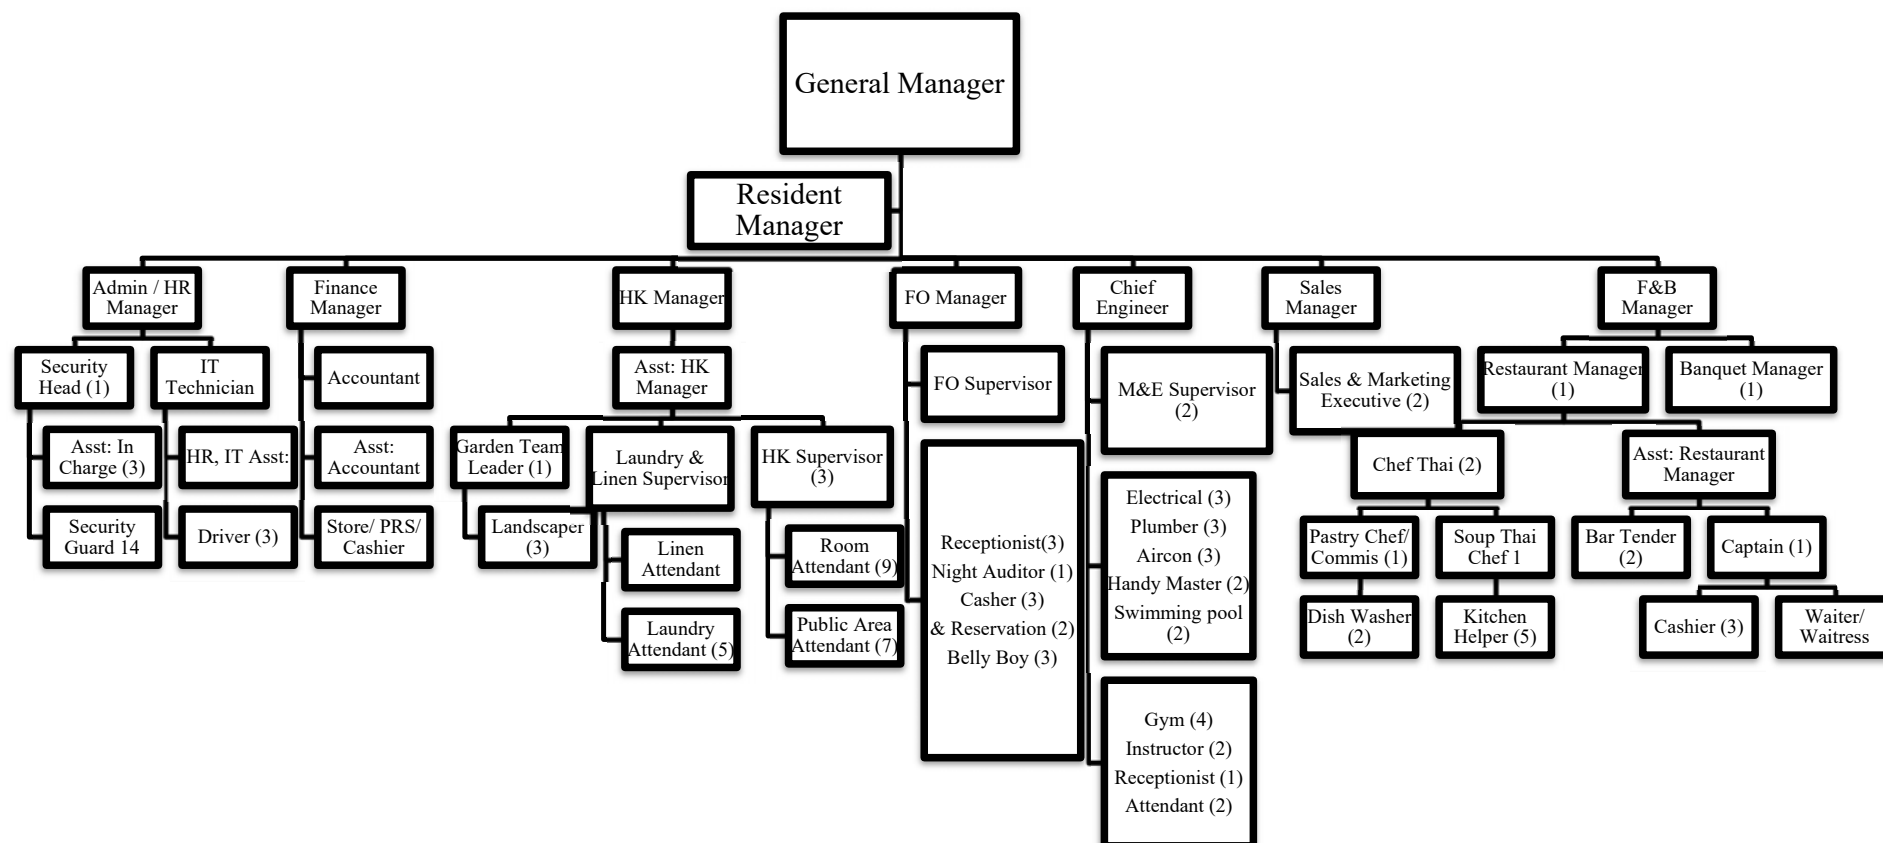 General Manager
Resident
Manager
Admin / HR
Manager
Finance
Manager
HK Manager
FO Manager
Chief
Engineer
Sales
Manager
F&B
Manager
Security
Head (1)
IT
Technician
Accountant
Asst: HK
Manager
FO Supervisor
M&E Supervisor
(2)
Sales & Marketing
Executive (2)
Restaurant Manager
(1)
Banquet Manager
(1)
Asst: In
Charge (3)
HR, IT Asst:
Asst:
Accountant
Garden Team
Leader (1)
Laundry &
Linen Supervisor
HK Supervisor
(3)
Chef Thai (2)
Asst: Restaurant
Manager
Security
Guard 14
Driver (3)
Store/ PRS/
Cashier
Landscaper
(3)
Linen
Attendant
Room
Attendant (9)
Laundry
Attendant (5)
Public Area
Attendant (7)
Receptionist(3)
Night Auditor (1)
Casher (3)
& Reservation (2)
Belly Boy (3)
Electrical (3)
Plumber (3)
Aircon (3)
Handy Master (2)
Swimming pool
(2)
Gym (4)
Instructor (2)
Receptionist (1)
Attendant (2)
Pastry Chef/
Commis (1)
Soup Thai
Chef 1
Bar Tender
(2)
Captain (1)
Dish Washer
(2)
Kitchen
Helper (5)
Cashier (3)
Waiter/
Waitress